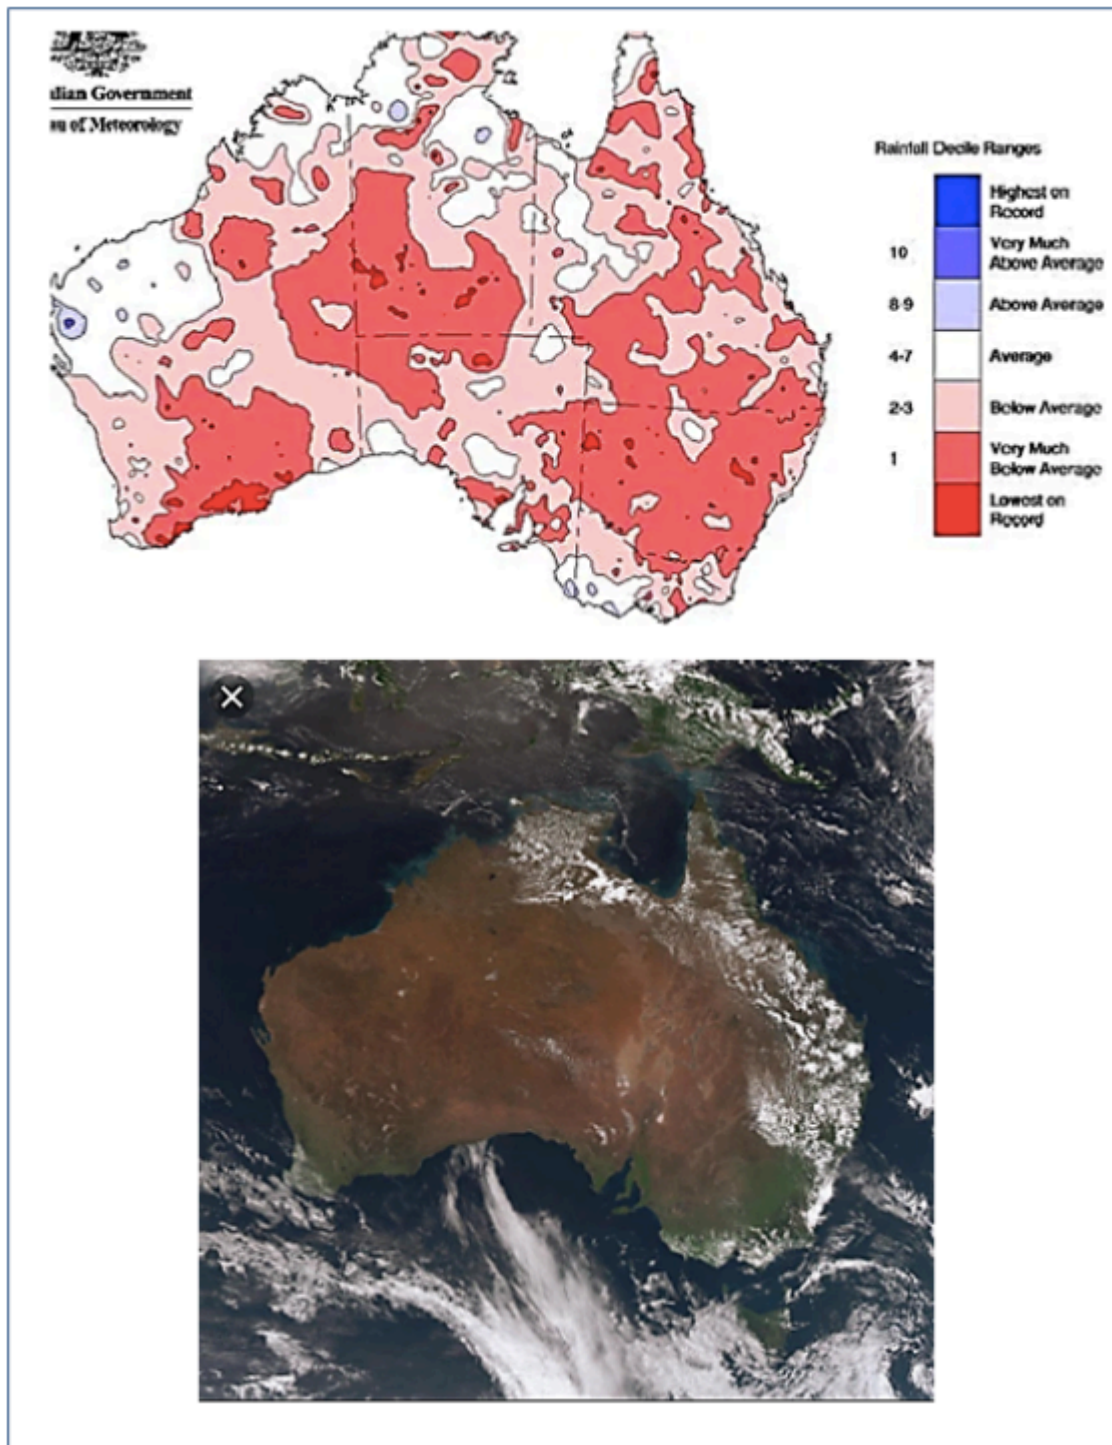 dian Government
au of Meteorology
Rainfall Decile Ranges
Highest on
Record
10
Very Much
Above Average
8-9
Above Average
4-7
Average
2-3
Below Average
1
Very Much
Below Average
Lowest on
Record